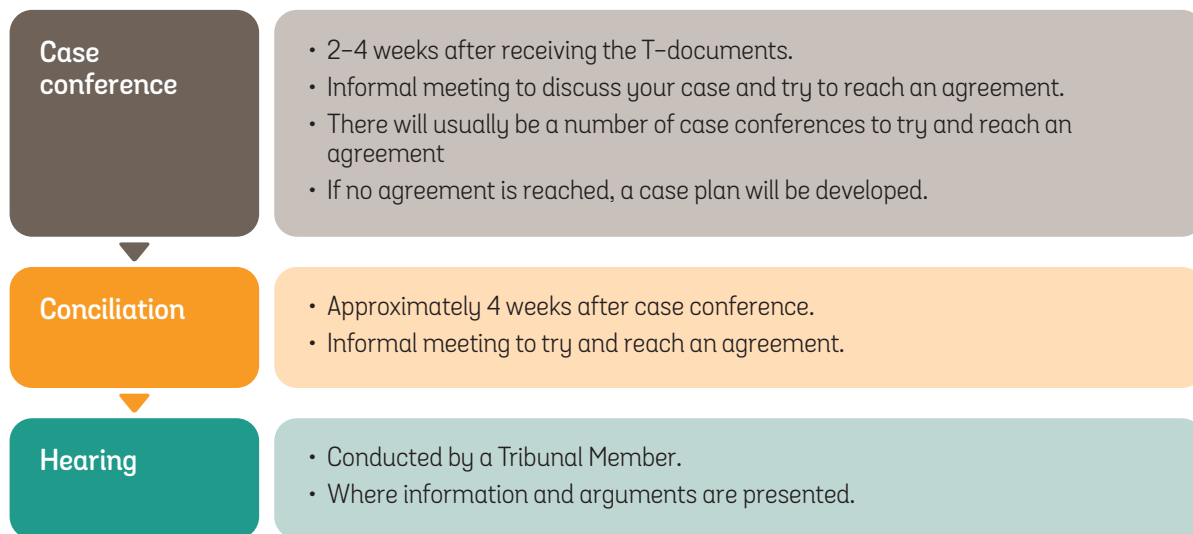 Case
conference
• 2–4 weeks after receiving the T-documents.
• Informal meeting to discuss your case and try to reach an agreement.
• There will usually be a number of case conferences to try and reach an
agreement
• If no agreement is reached, a case plan will be developed.
Conciliation
• Approximately 4 weeks after case conference.
• Informal meeting to try and reach an agreement.
Hearing
• Conducted by a Tribunal Member.
• Where information and arguments are presented.